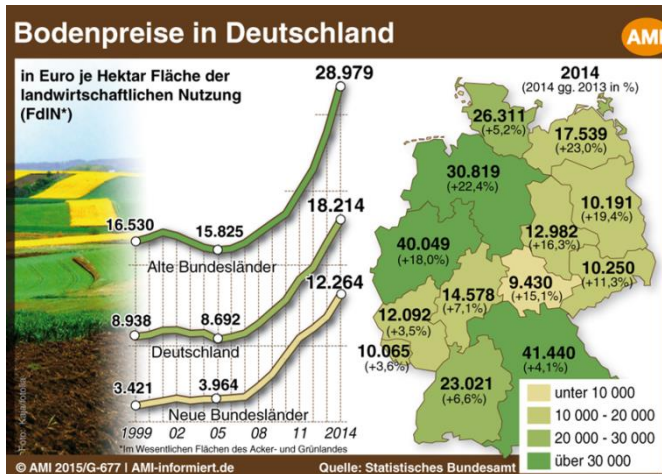 Bodenpreise in Deutschland
AMI
in Euro je Hektar Fläche der
landwirtschaftlichen Nutzung
(FdlN*)
28.979
16.530
15.825
18.214
Alte Bundesländer
12.264
8.938
8.692
Deutschland
3.421
3.964
Neue Bundesländer
1999 02 05 08 11 2014
*Im Wesentlichen Flächen des Acker- und Grünlandes
2014
(2014 gg. 2013 in %)
26.311
(+5,2%)
17.539
(+23,0%)
30.819
(+22,4%)
10.191
(+19,4%)
12.982
(+16,3%)
40.049
(+18,0%)
10.250
(+11,3%)
9.430
(+15,1%)
14.578
(+7,1%)
12.092
(+3,5%)
10.065
(+3,6%)
41.440
(+4,1%)
23.021
(+6,6%)
unter 10 000
10 000 - 20 000
20 000 - 30 000
über 30 000
© AMI 2015/G-677 | AMI-informiert.de
Quelle: Statistisches Bundesamt